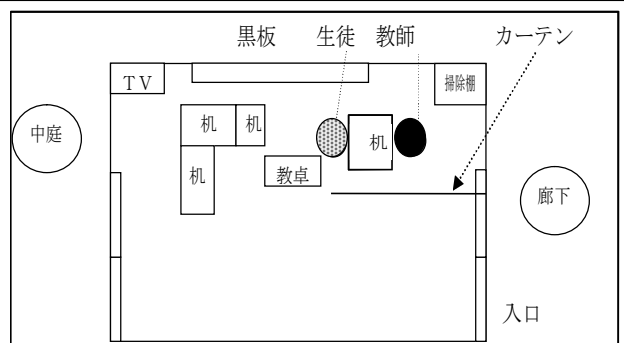 黒板 生徒 教師 カーテン
TV
掃除棚
中庭
机 机
机
机
教卓
廊下
入口